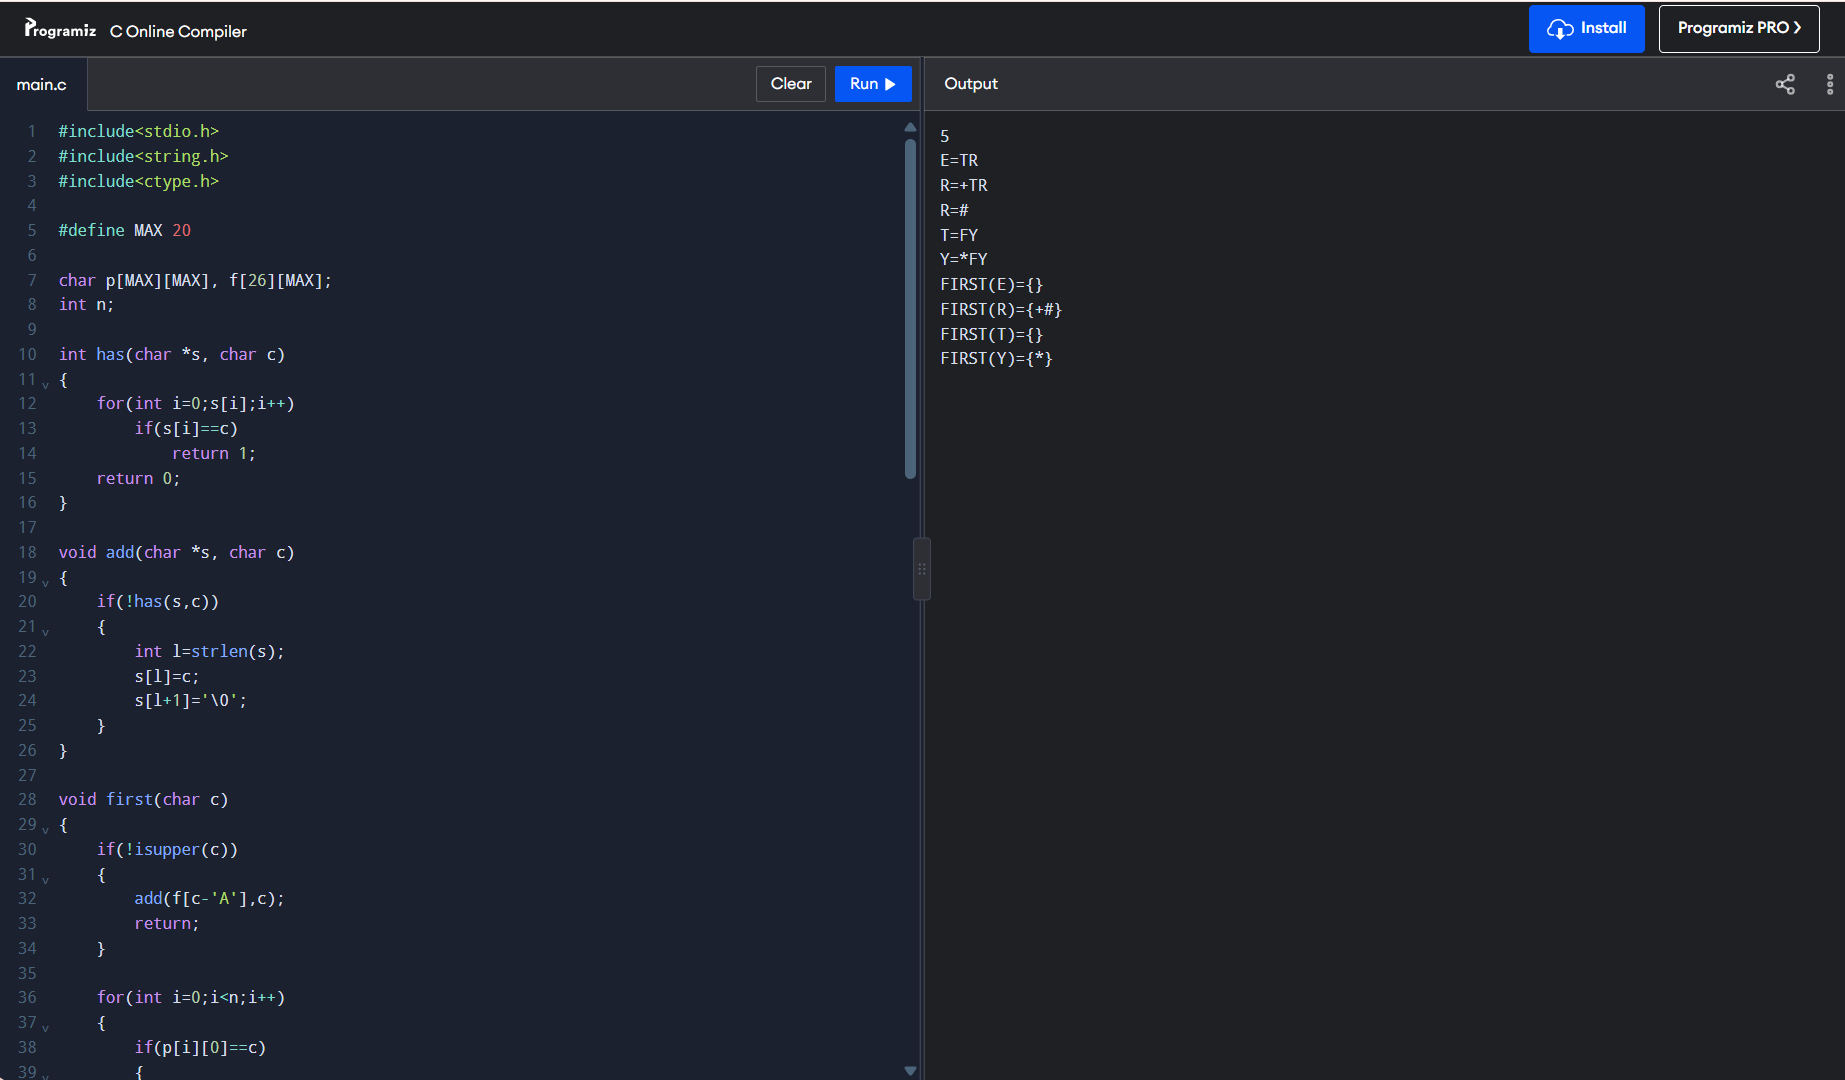 Programiz C Online Compiler
Install
Programiz PRO
main.c
Clear
Run
Output
1 #include<stdio.h>
2 #include<string.h>
3 #include<ctype.h>
4
5 #define MAX 20
6
7 char p[MAX][MAX], f[26][MAX];
8 int n;
9
10 int has(char *s, char c)
11 {
12     for(int i=0;s[i];i++)
13         if(s[i]==c)
14             return 1;
15     return 0;
16 }
17
18 void add(char *s, char c)
19 {
20     if(!has(s,c))
21     {
22         int l=strlen(s);
23         s[l]=c;
24         s[l+1]='\0';
25     }
26 }
27
28 void first(char c)
29 {
30     if(!isupper(c))
31     {
32         add(f[c-'A'],c);
33         return;
34     }
35
36     for(int i=0;i<n;i++)
37     {
38         if(p[i][0]==c)
39         {
5
E=TR
R=+TR
R=#
T=FY
Y=*FY
FIRST(E)={}
FIRST(R)={+#}
FIRST(T)={}
FIRST(Y)={*}